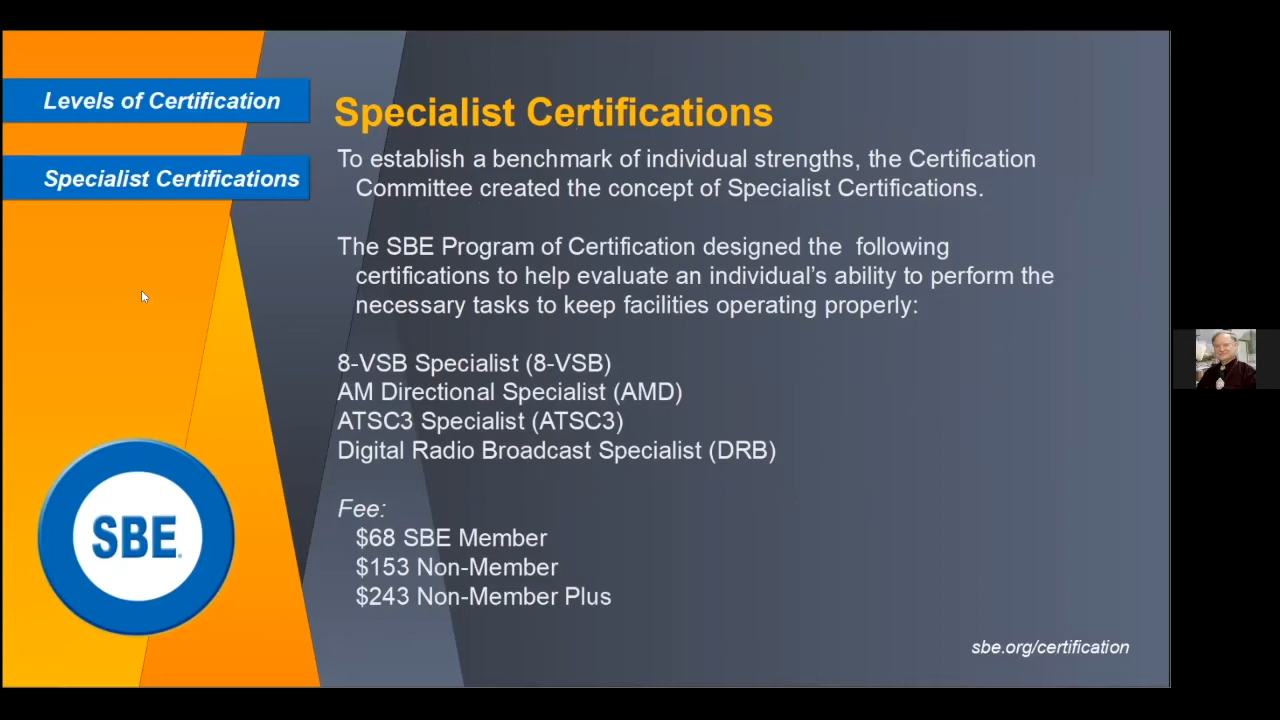 Levels of Certification
Specialist Certifications
Specialist Certifications
To establish a benchmark of individual strengths, the Certification
Committee created the concept of Specialist Certifications.
The SBE Program of Certification designed the  following
certifications to help evaluate an individual's ability to perform the
necessary tasks to keep facilities operating properly:
8-VSB Specialist (8-VSB)
AM Directional Specialist (AMD)
ATSC3 Specialist (ATSC3)
Digital Radio Broadcast Specialist (DRB)
Fee:
$68 SBE Member
$153 Non-Member
$243 Non-Member Plus
SBE
sbe.org/certification